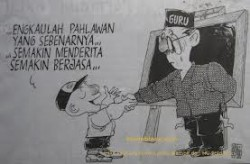 ...ENGKAULAH PAHLAWAN
YANG SEBENARNYA...
...SEMAKIN MENDERITA
SEMAKIN BERJASA...
GURU